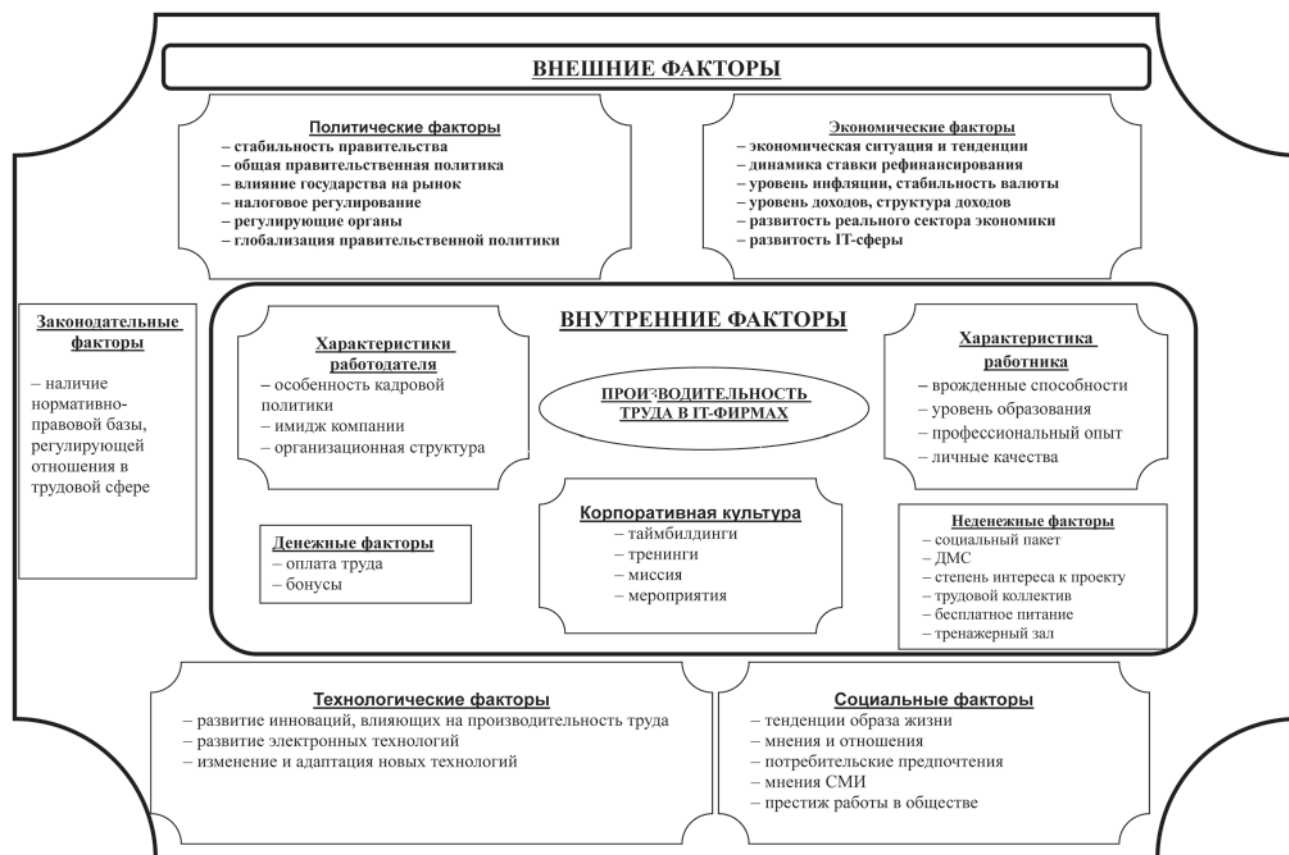 ВНЕШНИЕ ФАКТОРЫ
Политические факторы
– стабильность правительства
– общая правительственная политика
– влияние государства на рынок
– налоговое регулирование
– регулирующие органы
– глобализация правительственной политики
Экономические факторы
– экономическая ситуация и тенденции
– динамика ставки рефинансирования
– уровень инфляции, стабильность валюты
– уровень доходов, структура доходов
– развитость реального сектора экономики
– развитость IT-сферы
Законодательные
факторы
– наличие
нормативно-
правовой базы,
регулирующей
отношения в
трудовой сфере
ВНУТРЕННИЕ ФАКТОРЫ
Характеристики
работодателя
– особенность кадровой
политики
– имидж компании
– организационная структура
ПРОИЗВОДИТЕЛЬНОСТЬ
ТРУДА В IT-ФИРМАХ
Характеристика
работника
– врожденные способности
– уровень образования
– профессиональный опыт
– личные качества
Денежные факторы
– оплата труда
– бонусы
Корпоративная культура
– таймбилдинги
– тренинги
– миссия
– мероприятия
Неденежные факторы
– социальный пакет
– ДМС
– степень интереса к проекту
– трудовой коллектив
– бесплатное питание
– тренажерный зал
Технологические факторы
– развитие инноваций, влияющих на производительность труда
– развитие электронных технологий
– изменение и адаптация новых технологий
Социальные факторы
– тенденции образа жизни
– мнения и отношения
– потребительские предпочтения
– мнения СМИ
– престиж работы в обществе